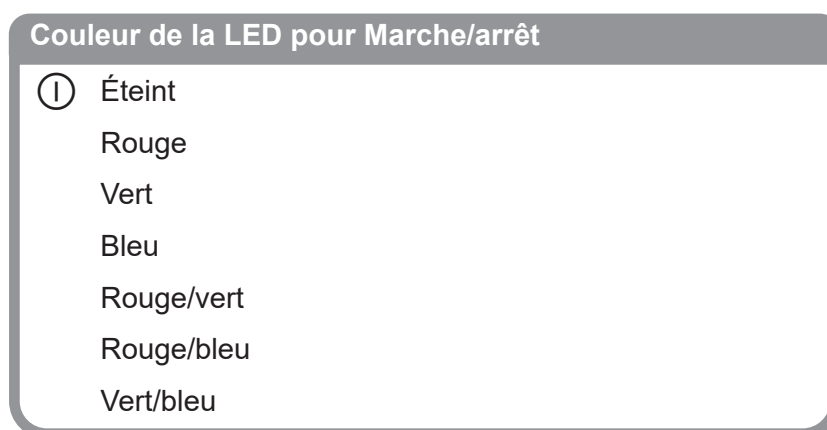 Couleur de la LED pour Marche/arrêt
Éteint
Rouge
Vert
Bleu
Rouge/vert
Rouge/bleu
Vert/bleu